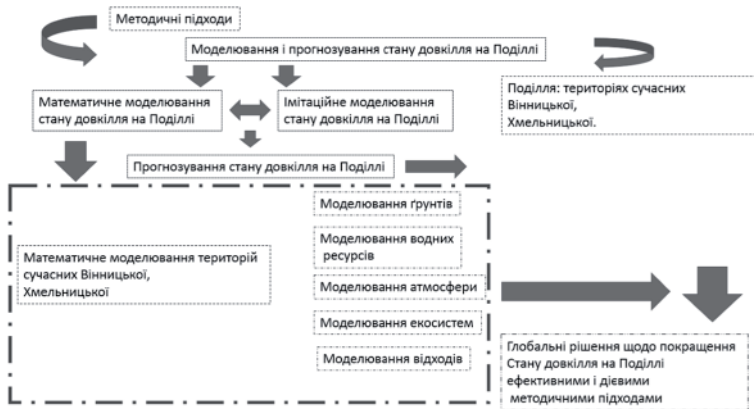 Методичні підходи
Моделювання і прогнозування стану довкілля на Поділлі
Поділля: територіях сучасних
Вінницької,
Хмельницької.
Математичне моделювання
стану довкілля на Поділлі
Імітаційне моделювання
стану довкілля на Поділлі
Прогнозування стану довкілля на Поділлі
Математичне моделювання територій
сучасних Вінницької,
Хмельницької
Моделювання ґрунтів
Моделювання водних
ресурсів
Моделювання атмосфери
Моделювання екосистем
Моделювання відходів
Глобальні рішення щодо покращення
Стану довкілля на Поділлі
ефективними і дієвими
методичними підходами